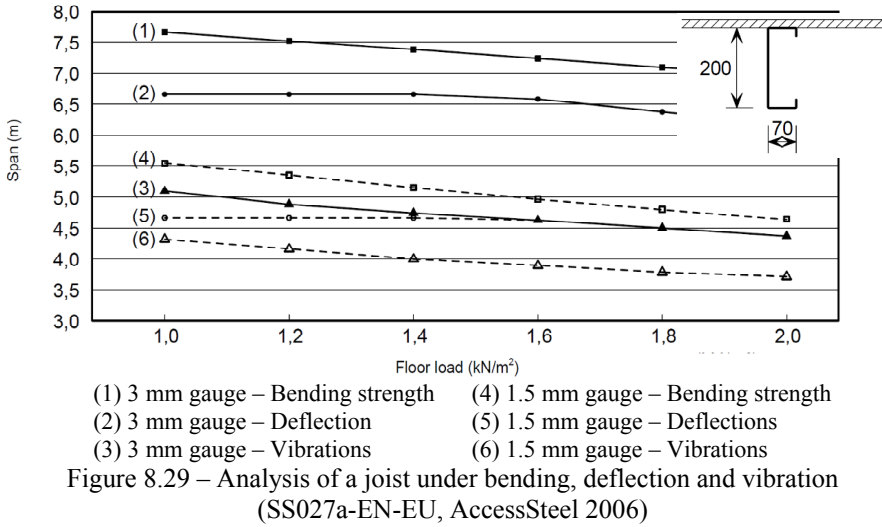 8,0
7,5
7,0
6,5
6,0
5,5
5,0
4,5
4,0
3,5
3,0
Span (m)
(1)
(2)
(4)
(3)
(5)
(6)
200
70
1,0 1,2 1,4 1,6 1,8 2,0
Floor load (kN/m²)
(1) 3 mm gauge – Bending strength (4) 1.5 mm gauge – Bending strength
(2) 3 mm gauge – Deflection (5) 1.5 mm gauge – Deflections
(3) 3 mm gauge – Vibrations (6) 1.5 mm gauge – Vibrations
Figure 8.29 – Analysis of a joist under bending, deflection and vibration
(SS027a-EN-EU, AccessSteel 2006)